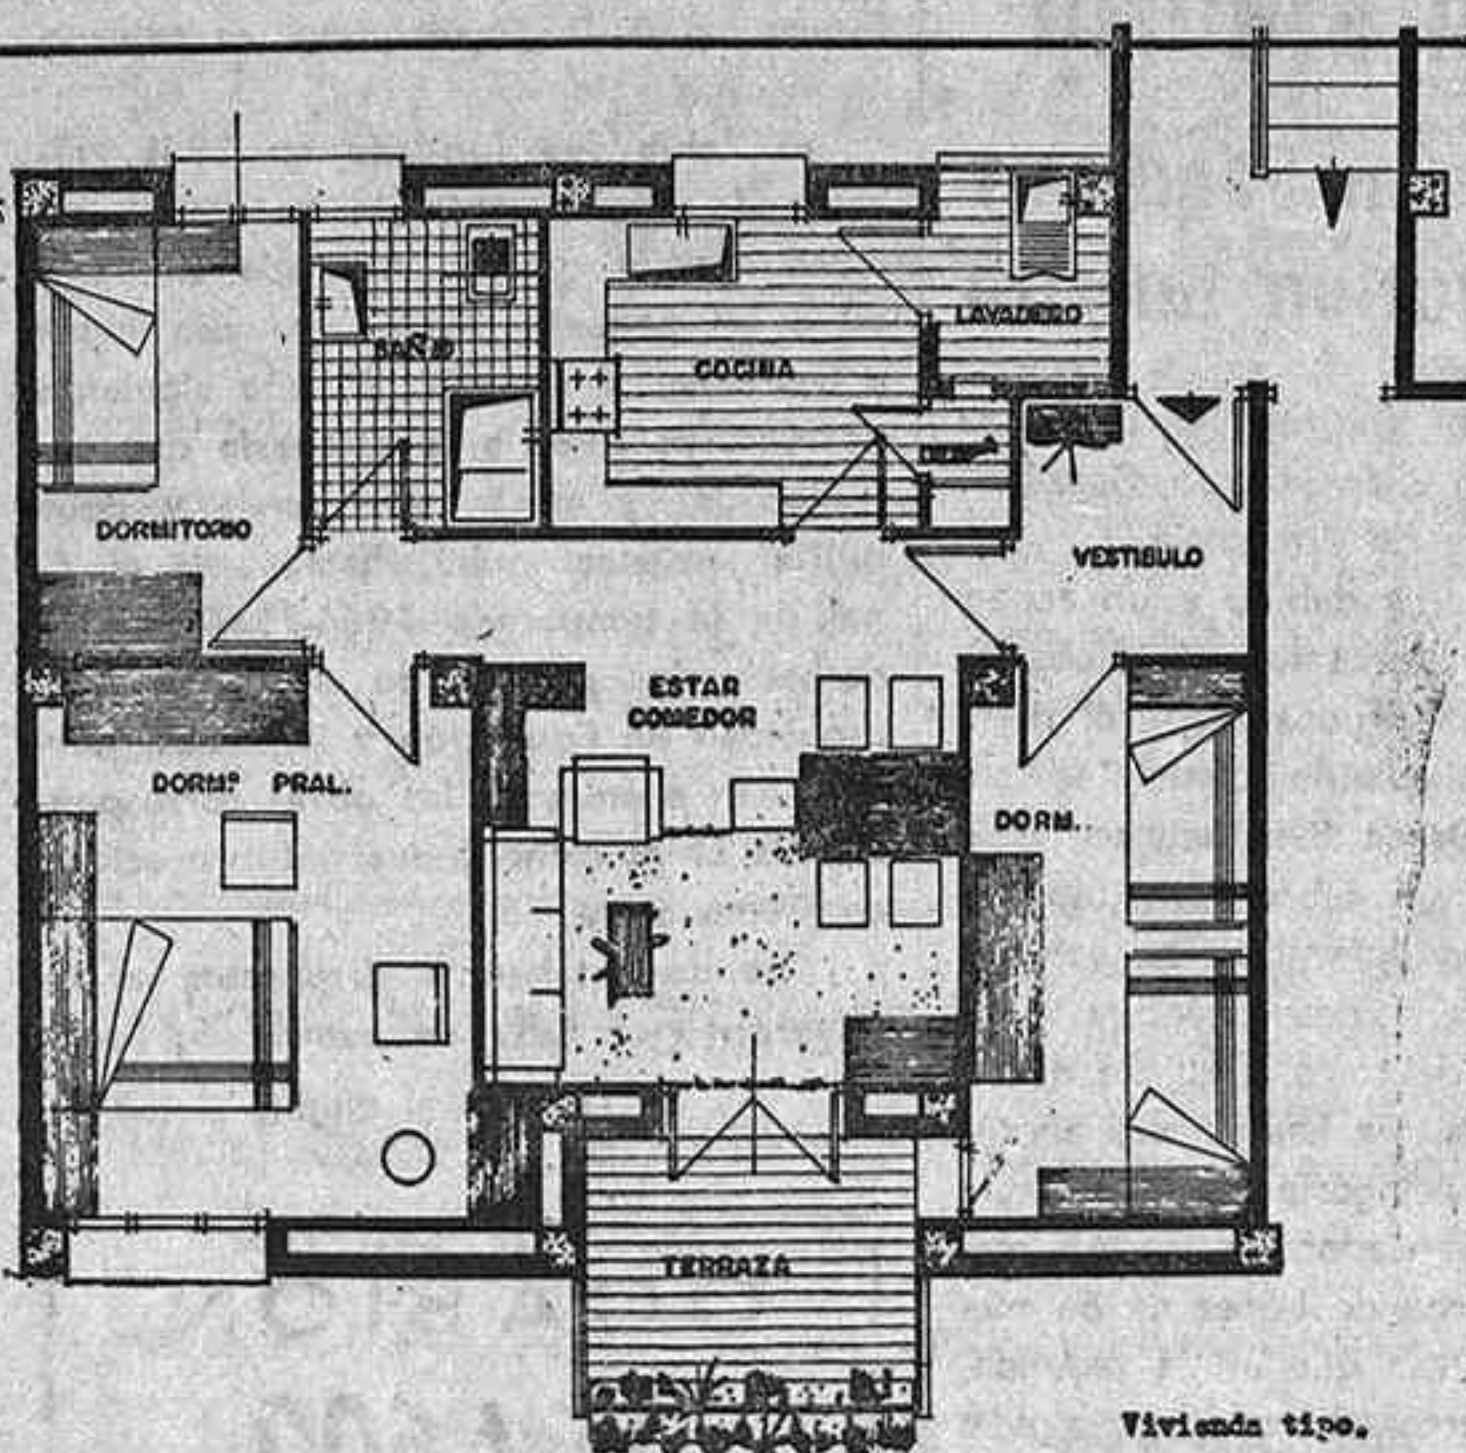 LAVADERO
BAÑO
COCINA
DORMITORIO
VESTIBULO
ESTAR
COMEDOR
DORMº PRAL.
DORM.
TERRAZA
Vivienda tipo.